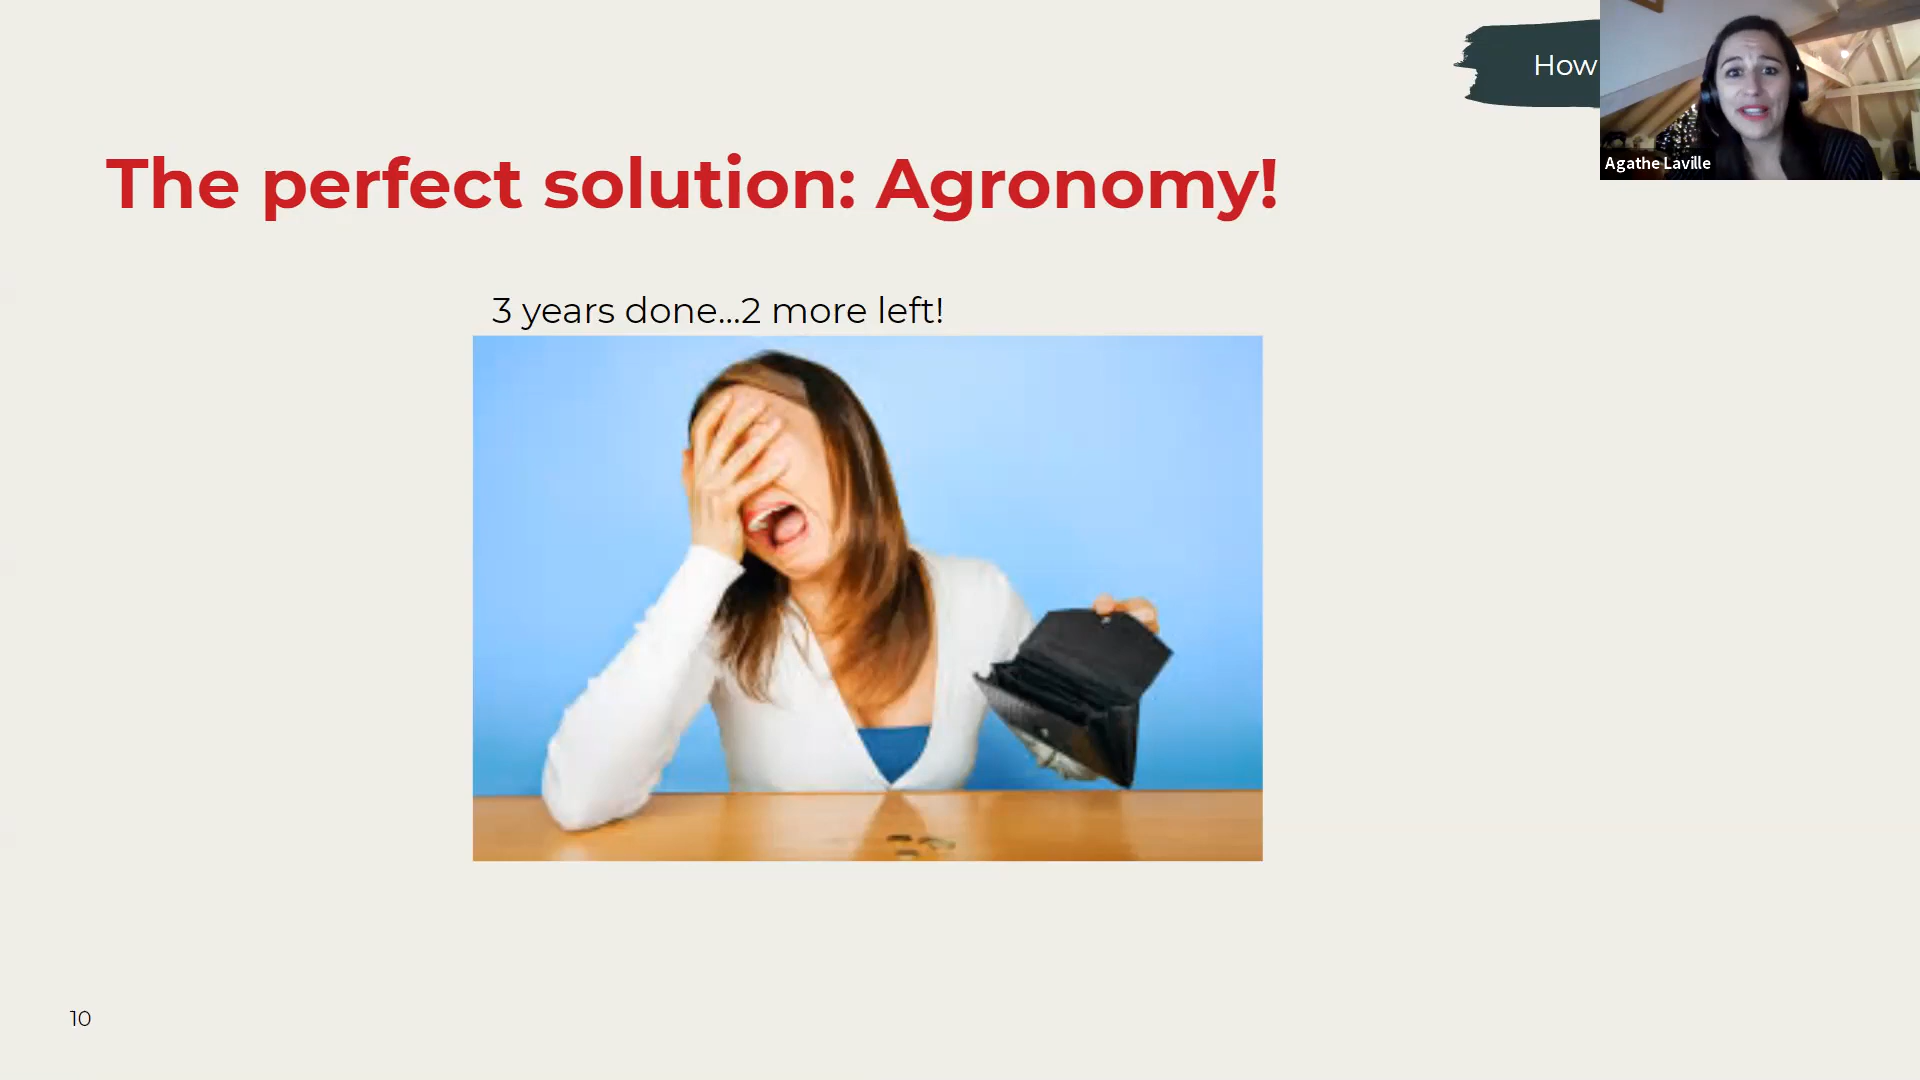 How
Agathe Laville
The perfect solution: Agronomy!
3 years done...2 more left!
10